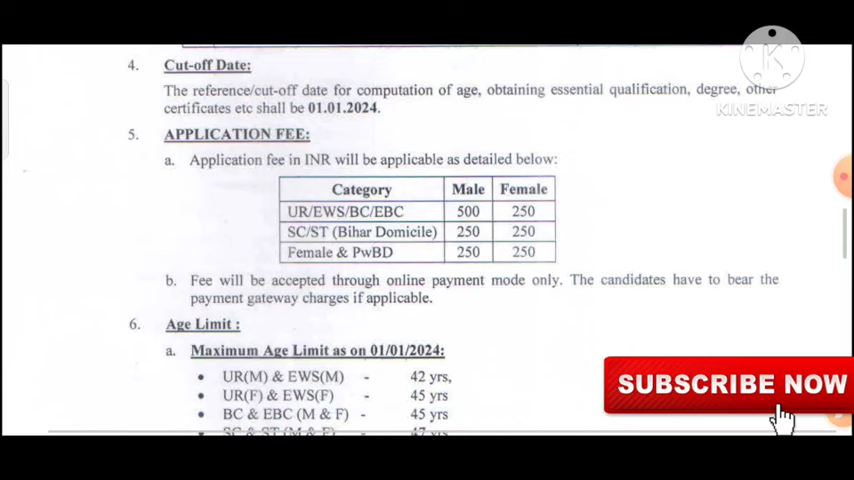 KINEMASTER
4. Cut-off Date:
The reference/cut-off date for computation of age, obtaining essential qualification, degree, other
certificates etc shall be 01.01.2024.
5. APPLICATION FEE:
a. Application fee in INR will be applicable as detailed below:
Category Male Female
UR/EWS/BC/EBC 500 250
SC/ST (Bihar Domicile) 250 250
Female & PwBD 250 250
b. Fee will be accepted through online payment mode only. The candidates have to bear the
payment gateway charges if applicable.
6. Age Limit :
a. Maximum Age Limit as on 01/01/2024:
• UR(M) & EWS(M) - 42 yrs,
• UR(F) & EWS(F) - 45 yrs
• BC & EBC (M & F) - 45 yrs
• SC & ST (M & F) - 47 yrs
SUBSCRIBE NOW